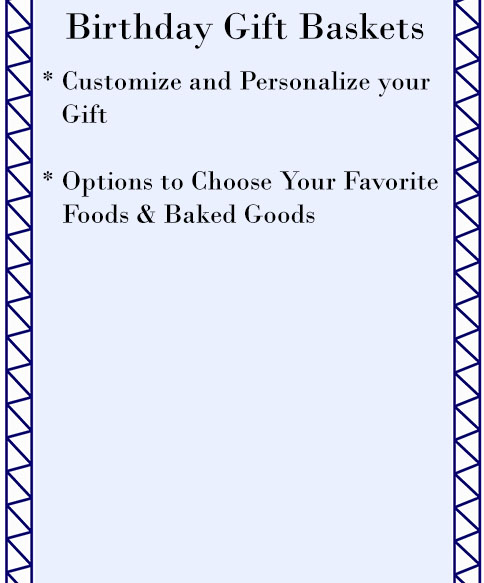 Birthday Gift Baskets
* Customize and Personalize your
Gift
* Options to Choose Your Favorite
Foods & Baked Goods